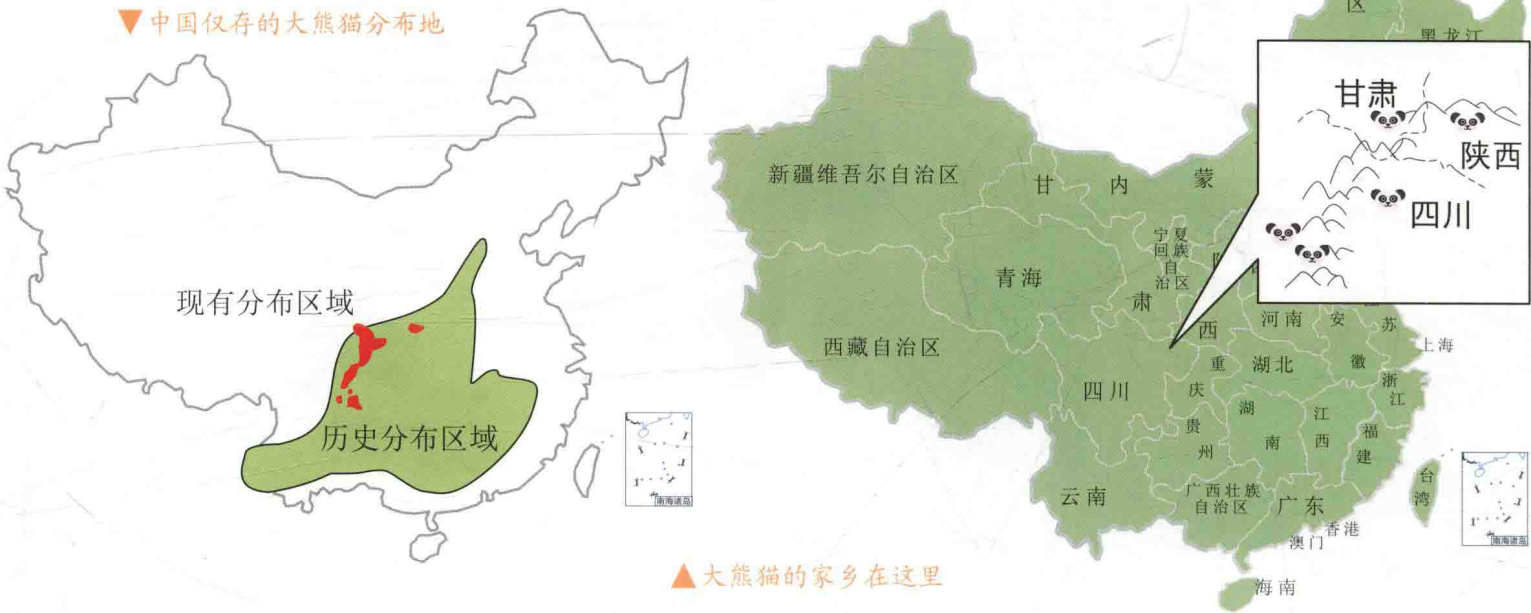 中国仅存的大熊猫分布地
现有分布区域
历史分布区域
南海诸岛
区
黑龙江
新疆维吾尔自治区
甘
肃
内
蒙
宁夏
回族
自
治区
青海
西藏自治区
四川
西
重
庆
河南
湖北
安
徽
苏
上海
浙
江
湖
南
江
西
福
建
贵
州
云南
广西壮族
自治区
广东
香港
澳门
海南
台
湾
南海诸岛
甘肃
陕西
四川
大熊猫的家乡在这里